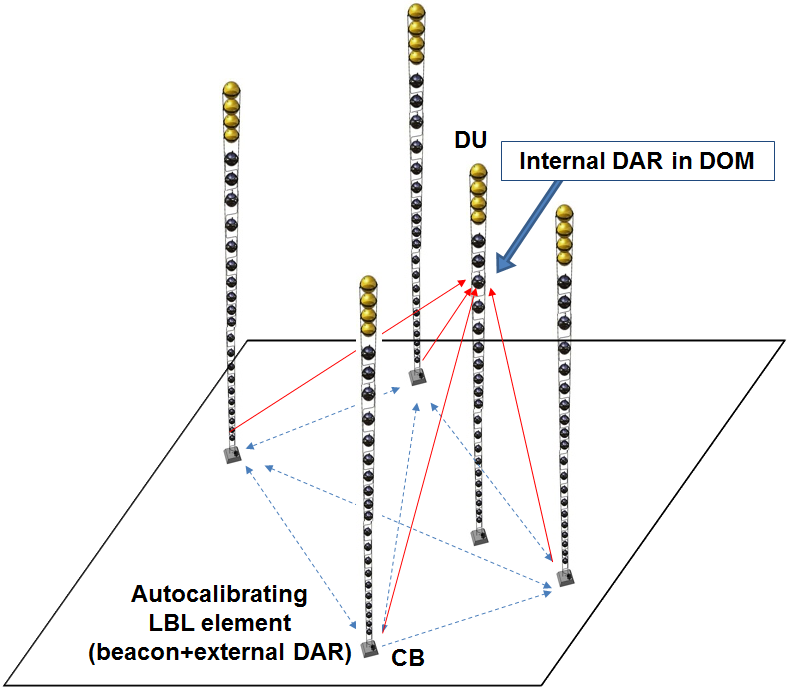 DU
Internal DAR in DOM
Autocalibrating
LBL element
(beacon+external DAR)
CB